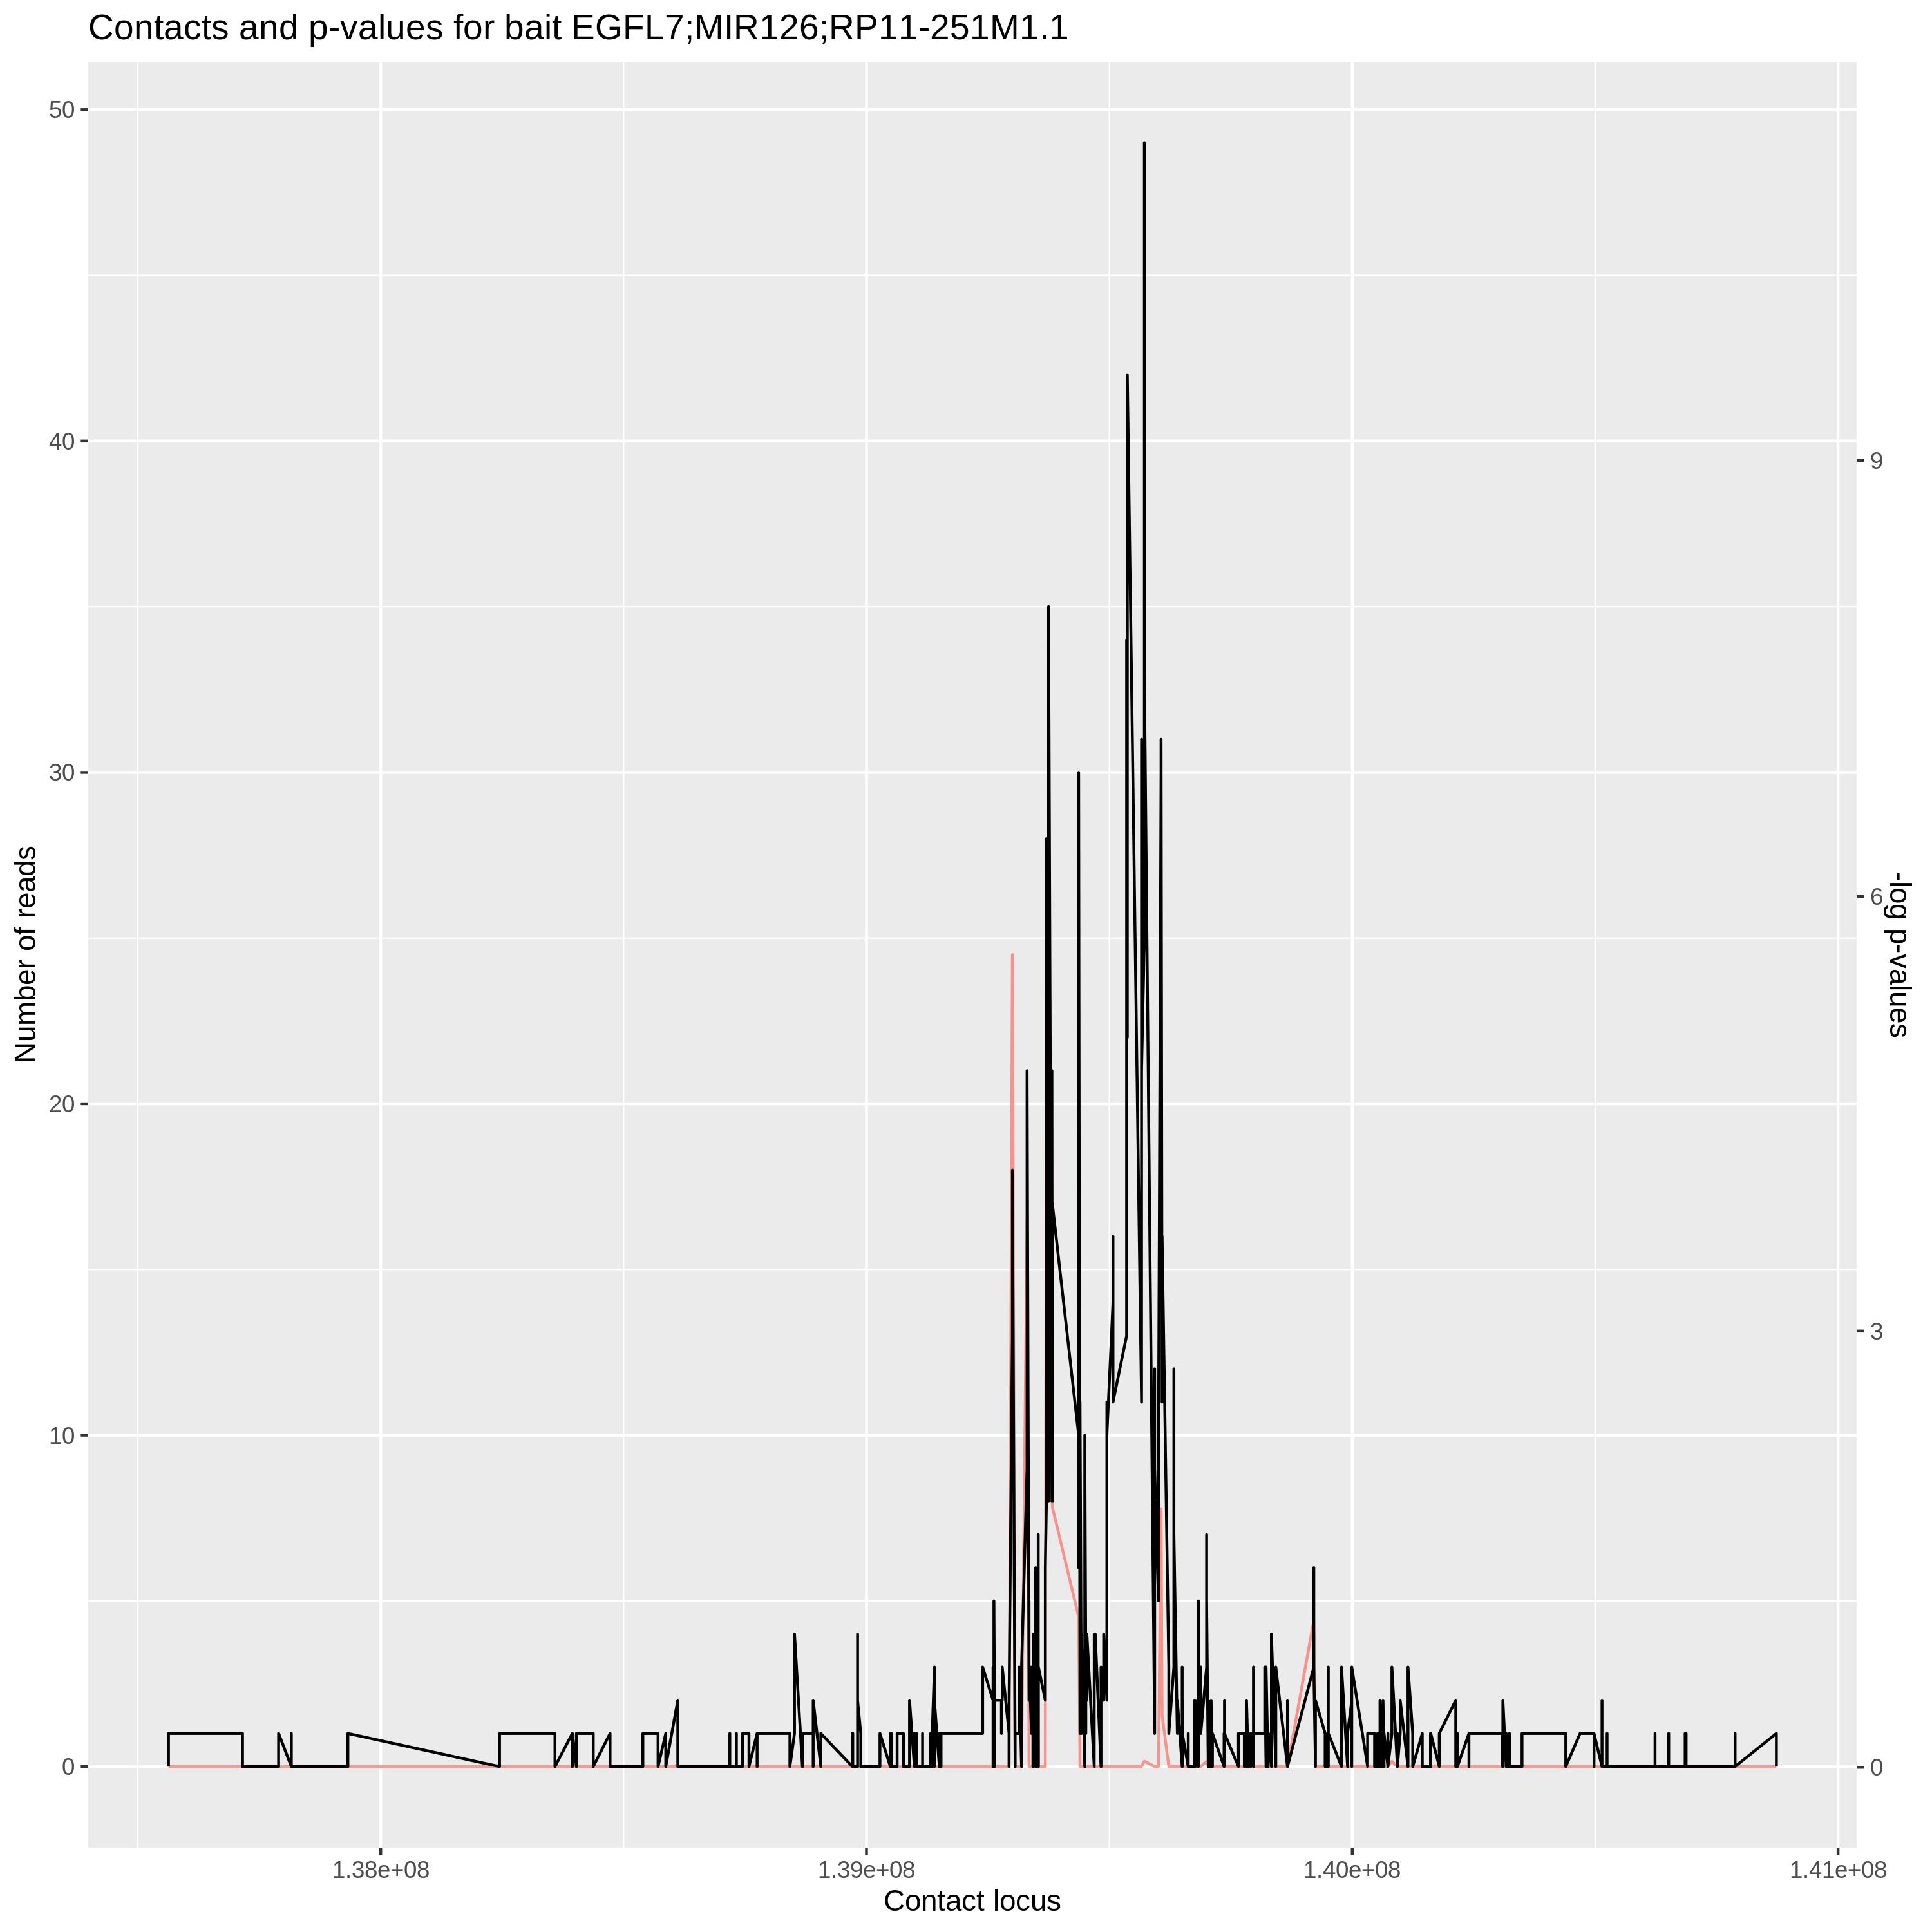 Contacts and p-values for bait EGFL7;MIR126;RP11-251M1.1
50
40
30
20
10
0
Number of reads
9
6
3
0
-log p-values
1.38e+08
1.39e+08
1.40e+08
1.41e+08
Contact locus